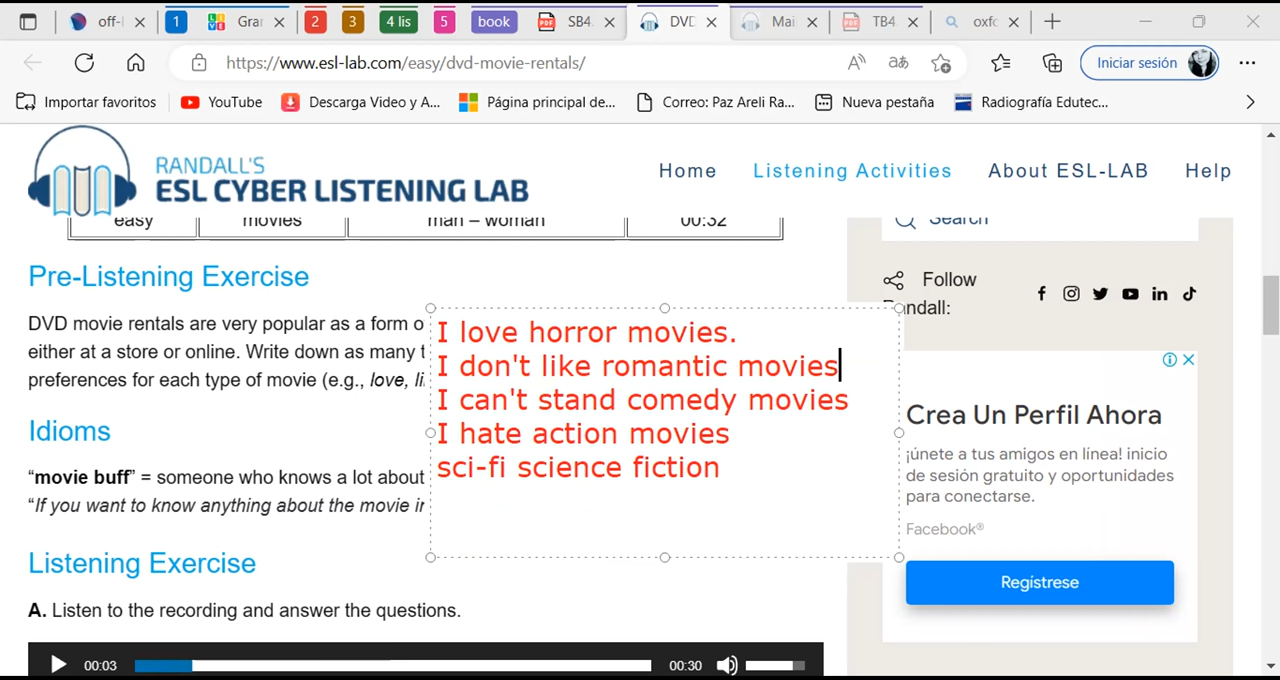 off-l
1
Grar
2
3
4 lis
5
book
SB4.
DVD
Mai
TB4
oxfo
https://www.esl-lab.com/easy/dvd-movie-rentals/
Iniciar sesión
Importar favoritos
YouTube
Descarga Video y A...
Página principal de...
Correo: Paz Areli Ra...
Nueva pestaña
Radiografía Edutec...
RANDALL'S
ESL CYBER LISTENING LAB
Home
Listening Activities
About ESL-LAB
Help
easy
movies
man – woman
00:32
Search
Pre-Listening Exercise
Follow
Randall:
DVD movie rentals are very popular as a form o
either at a store or online. Write down as many t
preferences for each type of movie (e.g., love, li
I love horror movies.
I don't like romantic movies
I can't stand comedy movies
I hate action movies
sci-fi science fiction
Idioms
“movie buff” = someone who knows a lot about
“If you want to know anything about the movie in
Crea Un Perfil Ahora
¡únete a tus amigos en línea! inicio
de sesión gratuito y oportunidades
para conectarse.
Facebook®
Regístrese
Listening Exercise
A. Listen to the recording and answer the questions.
00:03
00:30